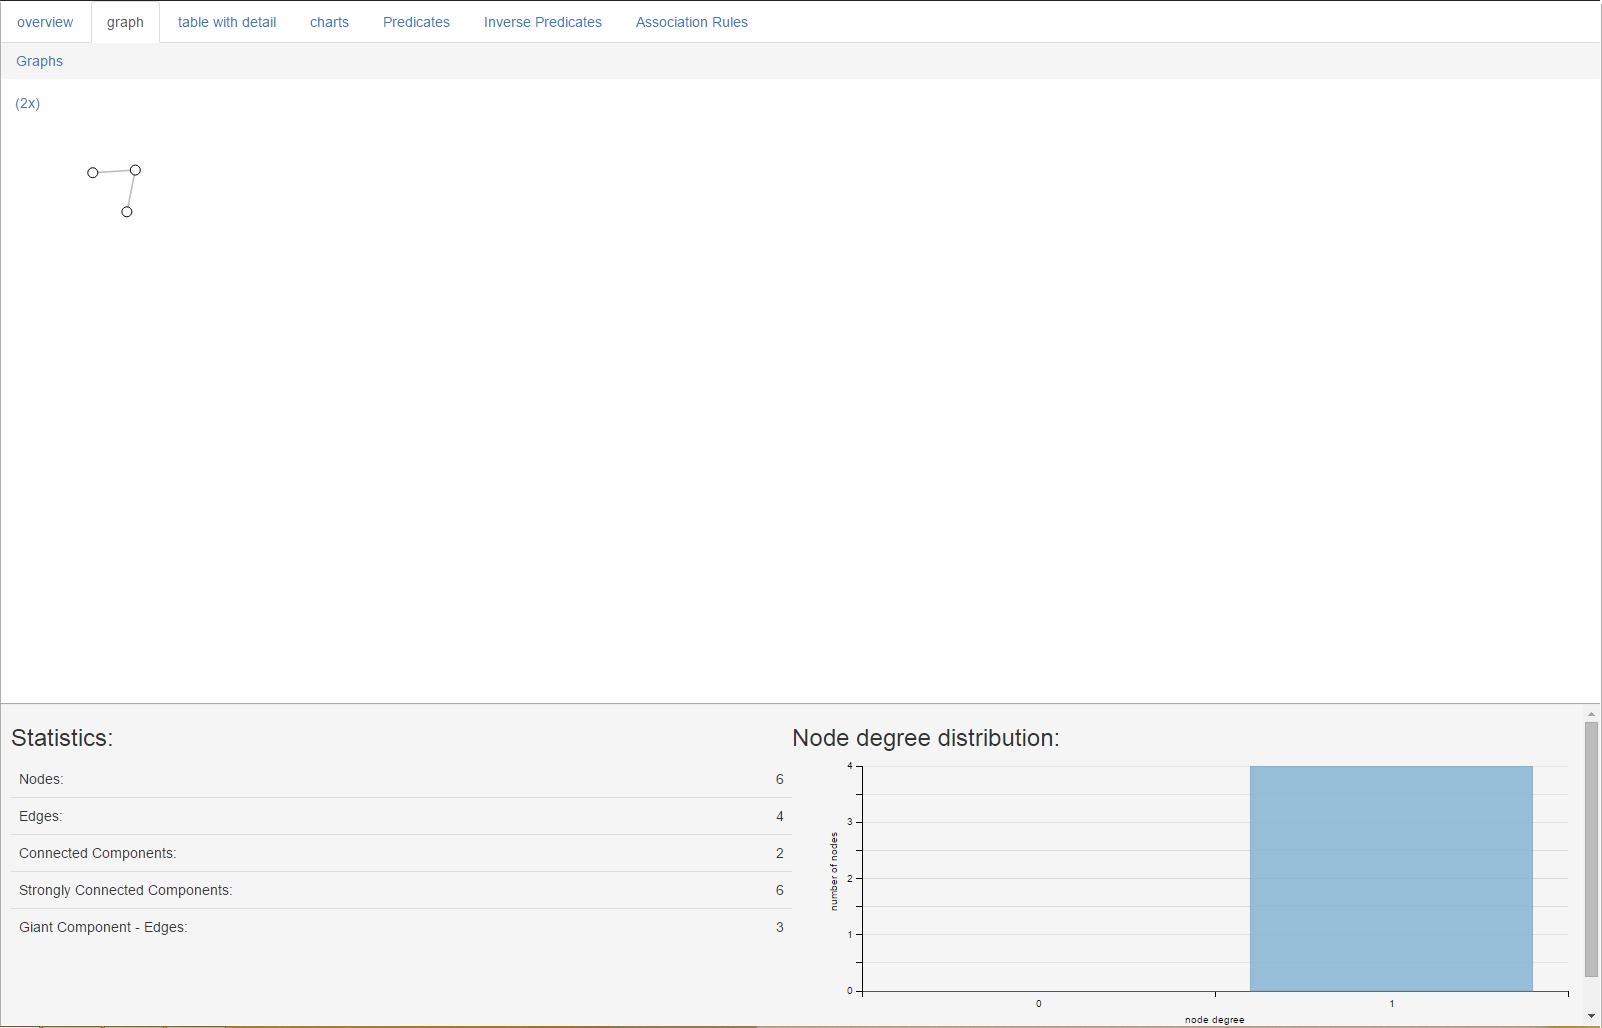 overview graph table with detail charts Predicates Inverse Predicates Association Rules
Graphs
(2x)
Statistics:
Nodes: 6
Edges: 4
Connected Components: 2
Strongly Connected Components: 6
Giant Component - Edges: 3
Node degree distribution:
4
3
2
1
0
number of nodes
0 1
node degree